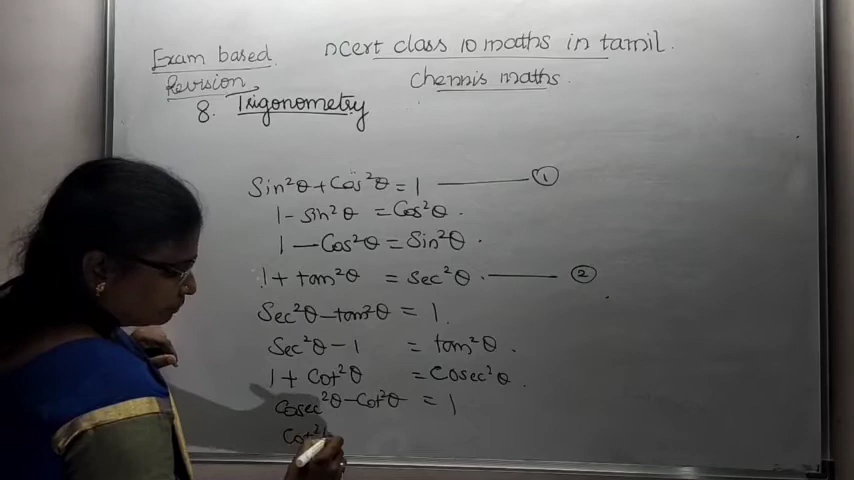 Exam based
Revision
ncert class 10 maths in tamil.
chennis maths.
8. Trigonometry
Sin²θ + Cos²θ = 1 ——— ①
1 - sin²θ = Cos²θ.
1 - Cos²θ = Sin²θ.
1 + tan²θ = sec²θ. ——— ②
Sec²θ - tan²θ = 1.
Sec²θ - 1 = tan²θ.
1 + Cot²θ = Cosec²θ.
Cosec²θ - Cot²θ = 1
Cot²